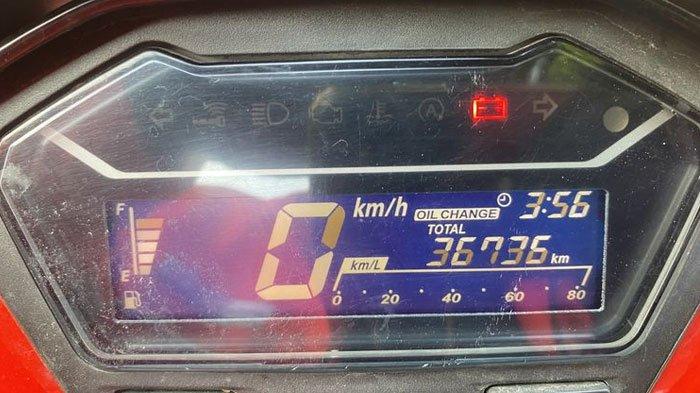 F
E
0 km/h
OIL CHANGE
3:56
TOTAL
36736 km
km/L
0 20 40 60 80